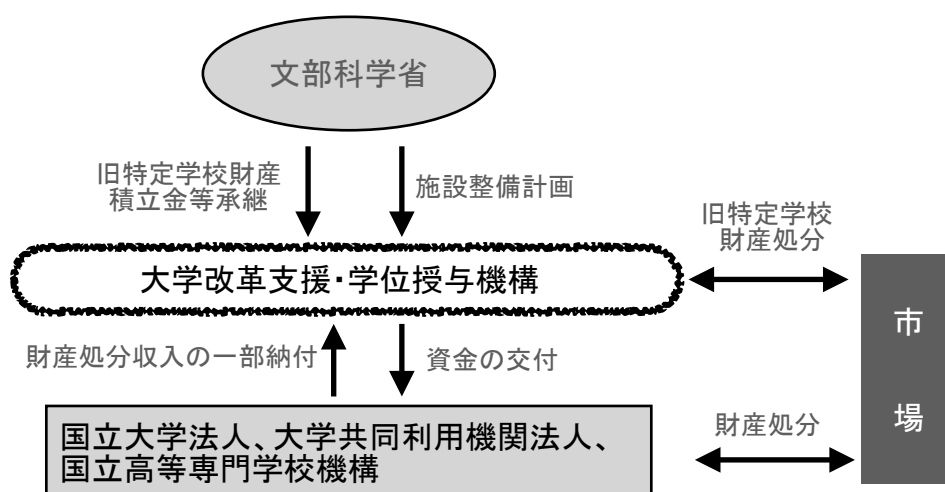 文部科学省
旧特定学校財産
積立金等承継
施設整備計画
旧特定学校
財産処分
大学改革支援・学位授与機構
市
場
財産処分収入の一部納付
資金の交付
財産処分
国立大学法人、大学共同利用機関法人、
国立高等専門学校機構